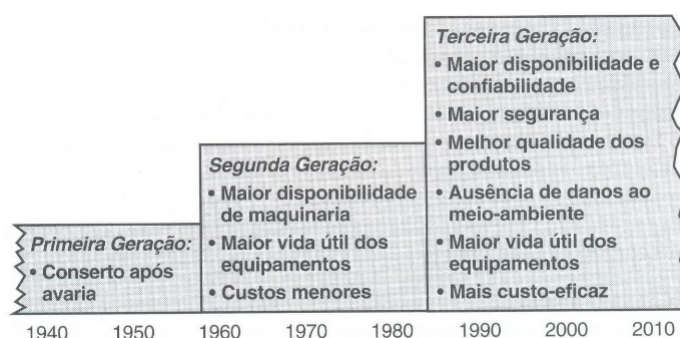 Primeira Geração:
• Conserto após
avaria
Segunda Geração:
• Maior disponibilidade
de maquinaria
• Maior vida útil dos
equipamentos
• Custos menores
Terceira Geração:
• Maior disponibilidade e
confiabilidade
• Maior segurança
• Melhor qualidade dos
produtos
• Ausência de danos ao
meio-ambiente
• Maior vida útil dos
equipamentos
• Mais custo-eficaz
1940 1950 1960 1970 1980 1990 2000 2010